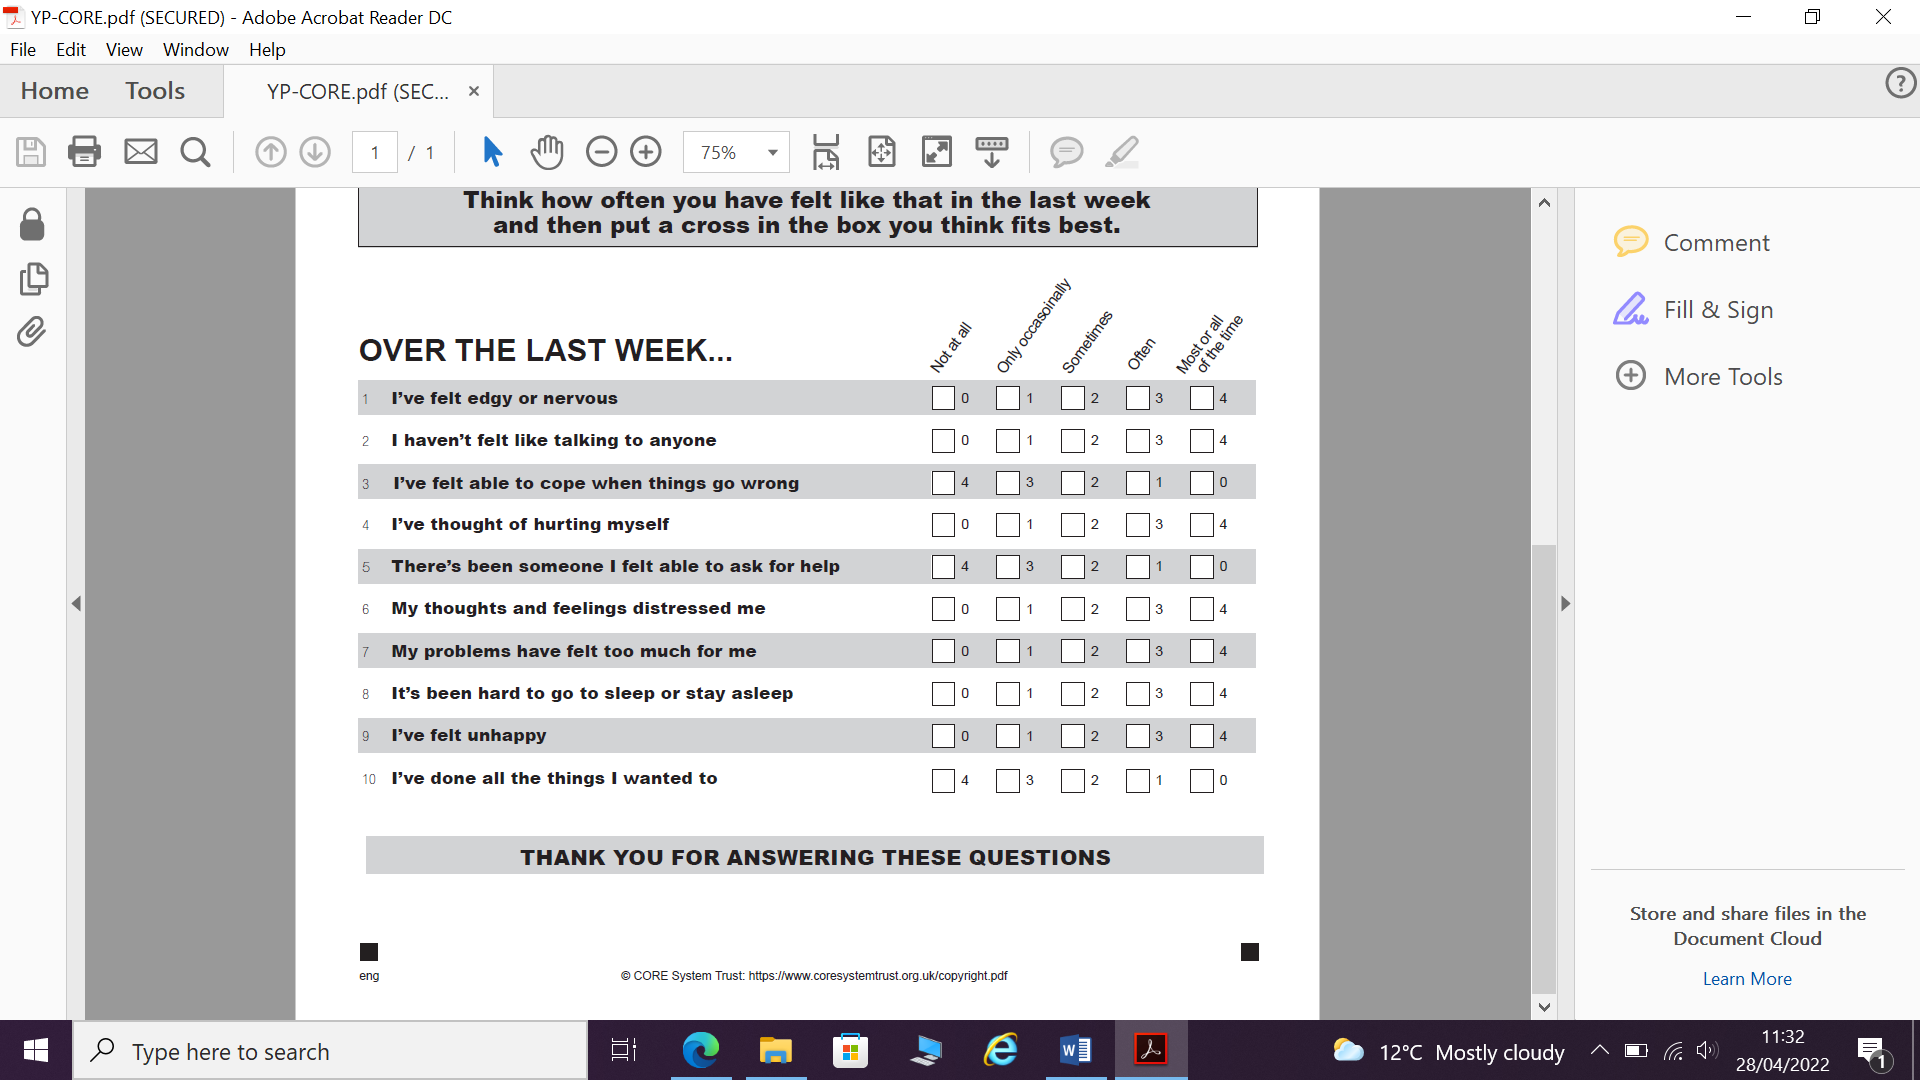 YP-CORE.pdf (SECURED) - Adobe Acrobat Reader DC
File Edit View Window Help
Home Tools YP-CORE.pdf (SEC... ×
1 / 1 75%
Think how often you have felt like that in the last week
and then put a cross in the box you think fits best.
OVER THE LAST WEEK...
Not at all
Only occasoinally
Sometimes
Often
Most or all
of the time
1 I've felt edgy or nervous 0 1 2 3 4
2 I haven't felt like talking to anyone 0 1 2 3 4
3 I've felt able to cope when things go wrong 4 3 2 1 0
4 I've thought of hurting myself 0 1 2 3 4
5 There's been someone I felt able to ask for help 4 3 2 1 0
6 My thoughts and feelings distressed me 0 1 2 3 4
7 My problems have felt too much for me 0 1 2 3 4
8 It's been hard to go to sleep or stay asleep 0 1 2 3 4
9 I've felt unhappy 0 1 2 3 4
10 I've done all the things I wanted to 4 3 2 1 0
THANK YOU FOR ANSWERING THESE QUESTIONS
eng
© CORE System Trust: https://www.coresystemtrust.org.uk/copyright.pdf
Comment
Fill & Sign
More Tools
Store and share files in the
Document Cloud
Learn More
Type here to search
12°C Mostly cloudy
11:32
28/04/2022
1